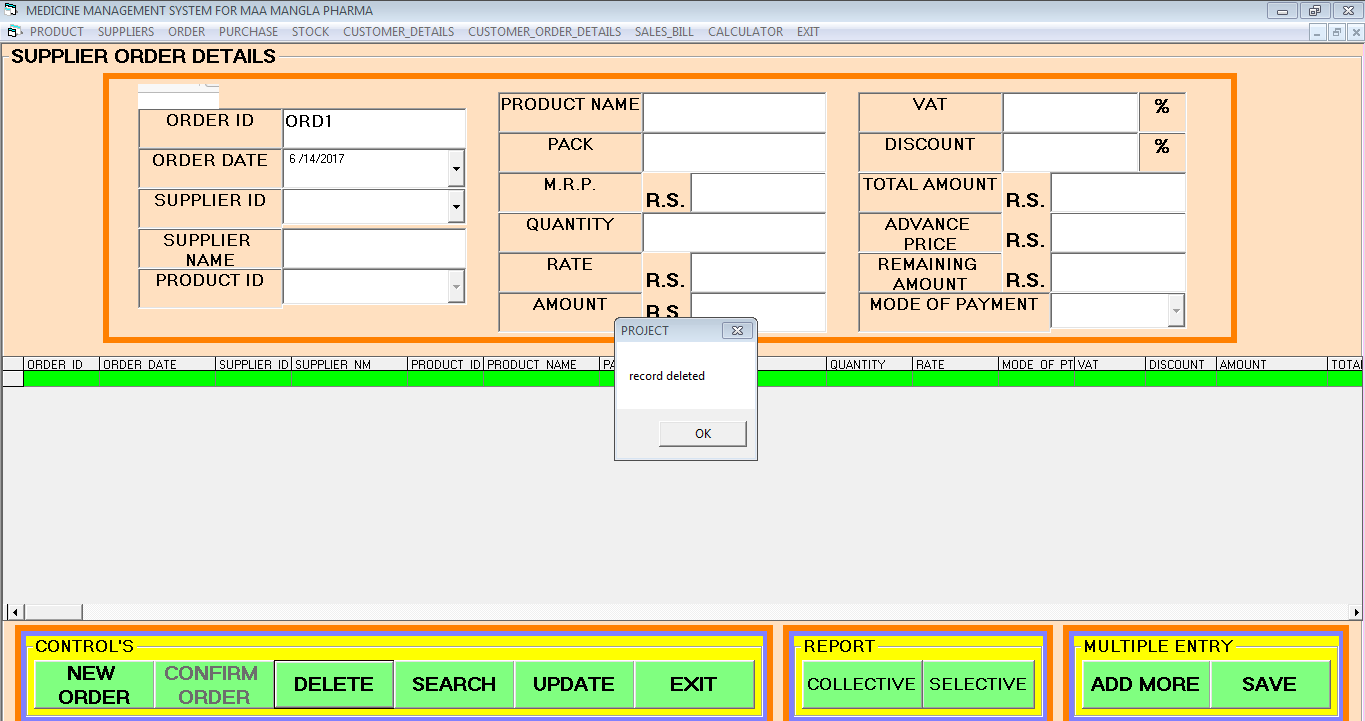 MEDICINE MANAGEMENT SYSTEM FOR MAA MANGLA PHARMA
PRODUCT SUPPLIERS ORDER PURCHASE STOCK CUSTOMER_DETAILS CUSTOMER_ORDER_DETAILS SALES_BILL CALCULATOR EXIT
SUPPLIER ORDER DETAILS
ORDER ID ORD1
ORDER DATE 6 /14/2017
SUPPLIER ID
SUPPLIER
NAME
PRODUCT ID
PRODUCT NAME
PACK
M.R.P. R.S.
QUANTITY
RATE R.S.
AMOUNT R.S.
VAT %
DISCOUNT %
TOTAL AMOUNT R.S.
ADVANCE
PRICE R.S.
REMAINING
AMOUNT R.S.
MODE OF PAYMENT
PROJECT
record deleted
OK
ORDER_ID ORDER_DATE SUPPLIER_ID SUPPLIER_NM PRODUCT_ID PRODUCT_NAME PA QUANTITY RATE MODE_OF_PT VAT DISCOUNT AMOUNT TOTAL
CONTROL'S
NEW
ORDER
CONFIRM
ORDER
DELETE
SEARCH
UPDATE
EXIT
REPORT
COLLECTIVE
SELECTIVE
MULTIPLE ENTRY
ADD MORE
SAVE